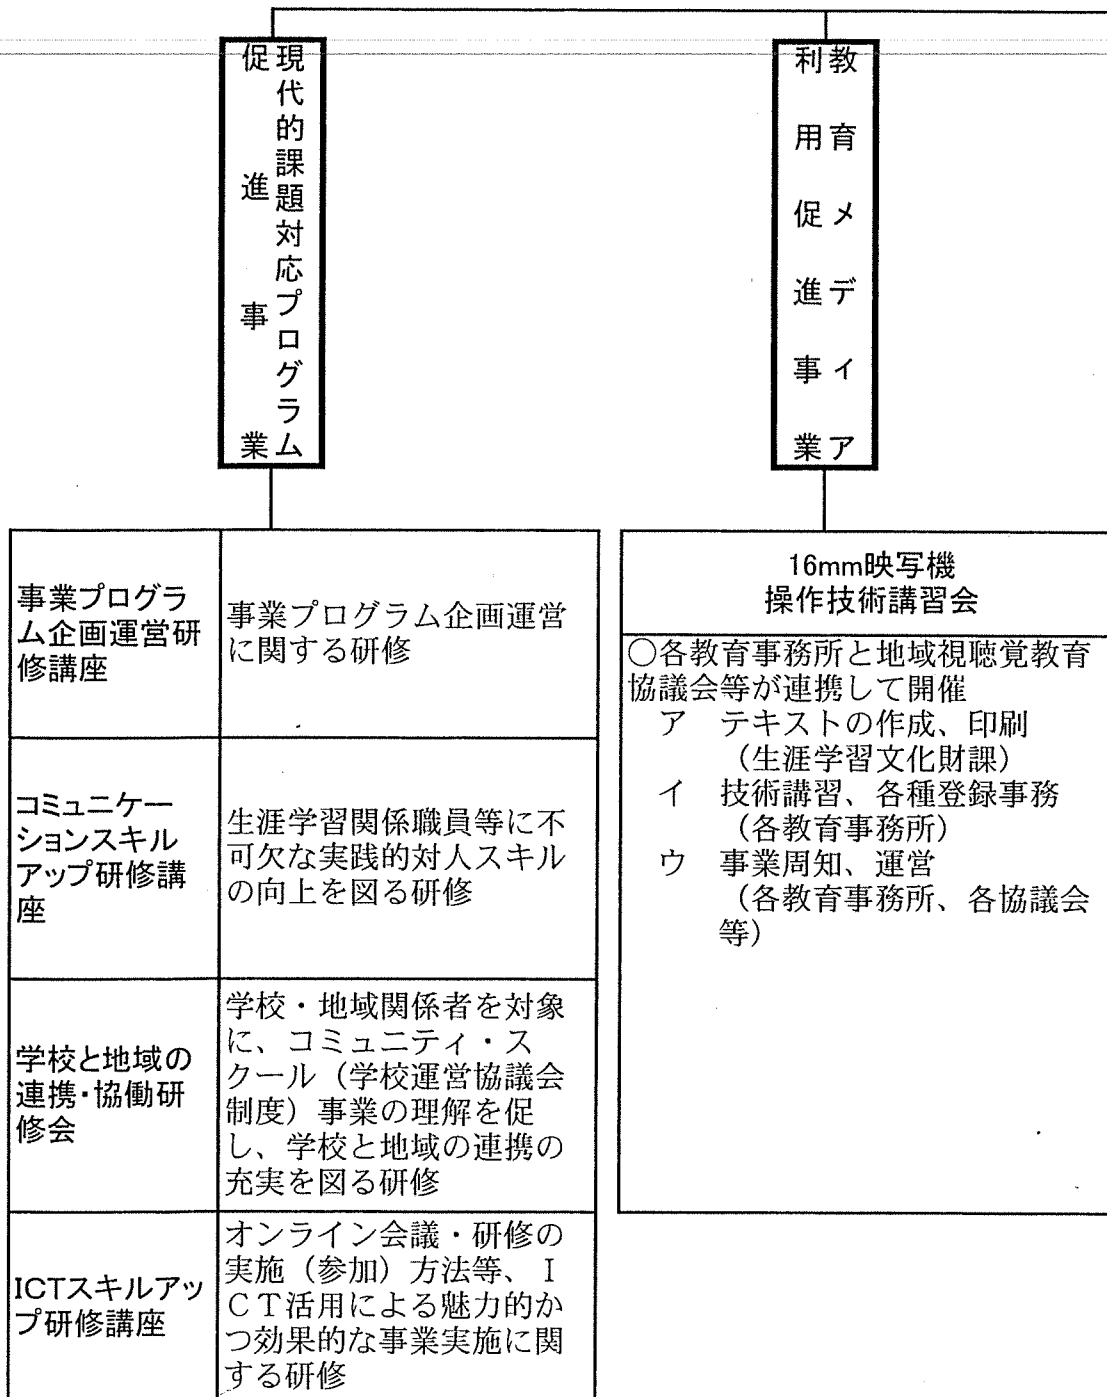 現代的課題対応プログラム
促進事業
教育メディア
利用促進事業
事業プログラ
ム企画運営研
修講座
事業プログラム企画運営
に関する研修
コミュニケー
ションスキル
アップ研修講
座
生涯学習関係職員等に不
可欠な実践的対人スキル
の向上を図る研修
学校と地域の
連携・協働研
修会
学校・地域関係者を対象
に、コミュニティ・ス
クール（学校運営協議会
制度）事業の理解を促
し、学校と地域の連携の
充実を図る研修
ICTスキルアッ
プ研修講座
オンライン会議・研修の
実施（参加）方法等、Ｉ
ＣＴ活用による魅力的か
つ効果的な事業実施に関
する研修
16mm映写機
操作技術講習会
○各教育事務所と地域視聴覚教育
協議会等が連携して開催
ア　テキストの作成、印刷
（生涯学習文化財課）
イ　技術講習、各種登録事務
（各教育事務所）
ウ　事業周知、運営
（各教育事務所、各協議会
等）